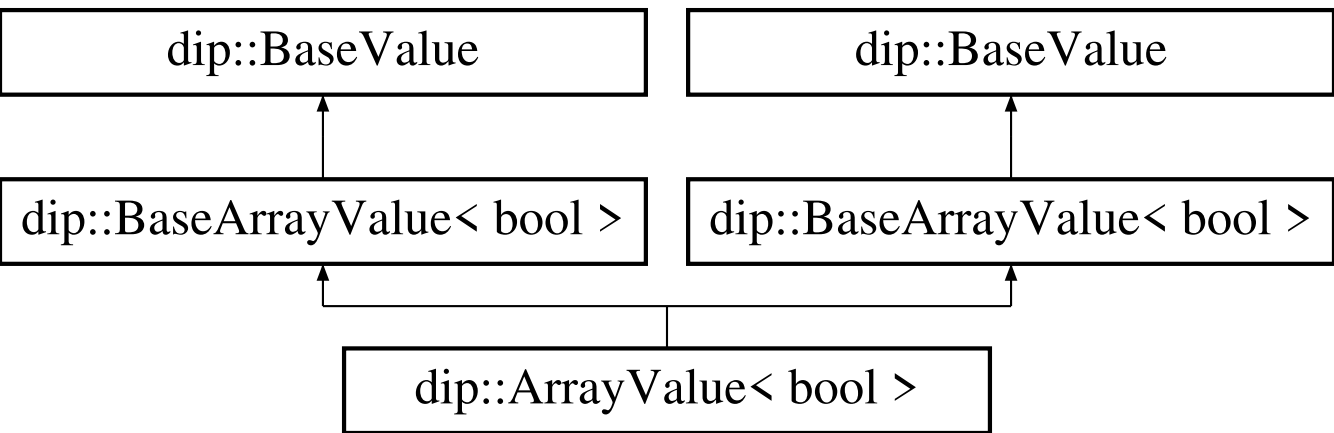 dip::BaseValue
dip::BaseValue
dip::BaseArrayValue< bool >
dip::BaseArrayValue< bool >
dip::ArrayValue< bool >